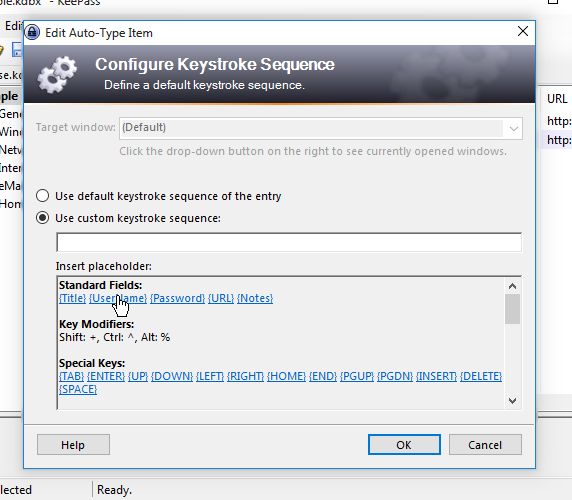 ple.kdbx* - KeePass
Edi
Edit Auto-Type Item
Configure Keystroke Sequence
Define a default keystroke sequence.
se.kd
ple
Gene
Wind
Netw
Inter
eMai
Hom
URL
http:
http:
Target window:
(Default)
Click the drop-down button on the right to see currently opened windows.
Use default keystroke sequence of the entry
Use custom keystroke sequence:
Insert placeholder:
Standard Fields:
{Title} {UserName} {Password} {URL} {Notes}
Key Modifiers:
Shift: +, Ctrl: ^, Alt: %
Special Keys:
{TAB} {ENTER} {UP} {DOWN} {LEFT} {RIGHT} {HOME} {END} {PGUP} {PGDN} {INSERT} {DELETE}
{SPACE}
Help
OK
Cancel
lected
Ready.